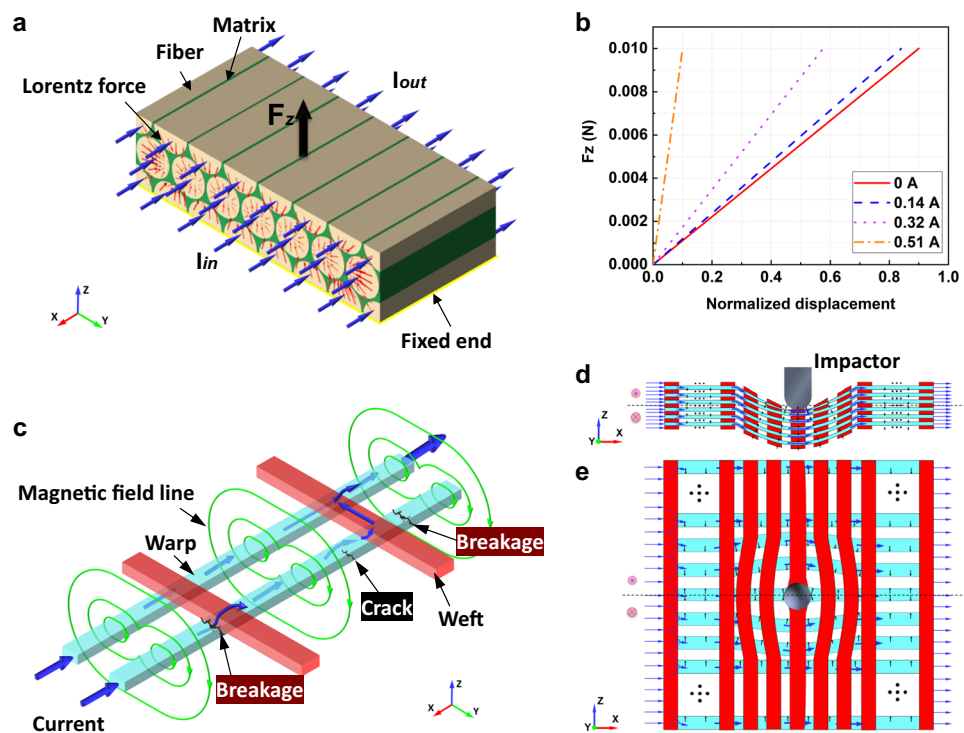 a
Matrix
Fiber
Lorentz force
Iout
Fz
Iin
Fixed end
Z
X
Y
b
0.010
0.008
0.006
0.004
0.002
0.000
Fz (N)
0 A
0.14 A
0.32 A
0.51 A
0.0 0.2 0.4 0.6 0.8 1.0
Normalized displacement
c
Magnetic field line
Warp
Breakage
Crack
Weft
Breakage
Current
Z
X
Y
d
Impactor
Z
Y
X
e
Z
Y
X